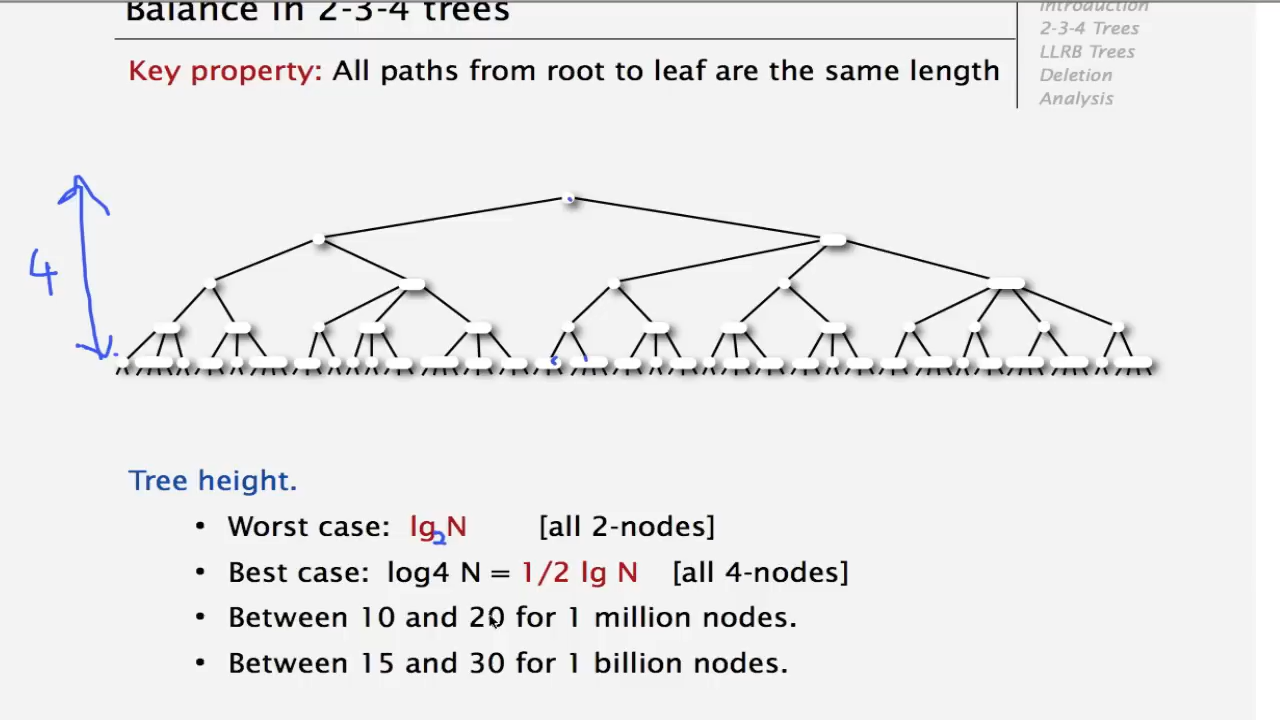 Balance in 2-3-4 trees
Introduction
2-3-4 Trees
LLRB Trees
Deletion
Analysis
Key property: All paths from root to leaf are the same length
4
Tree height.
• Worst case: lg2N [all 2-nodes]
• Best case: log4 N = 1/2 lg N [all 4-nodes]
• Between 10 and 20 for 1 million nodes.
• Between 15 and 30 for 1 billion nodes.